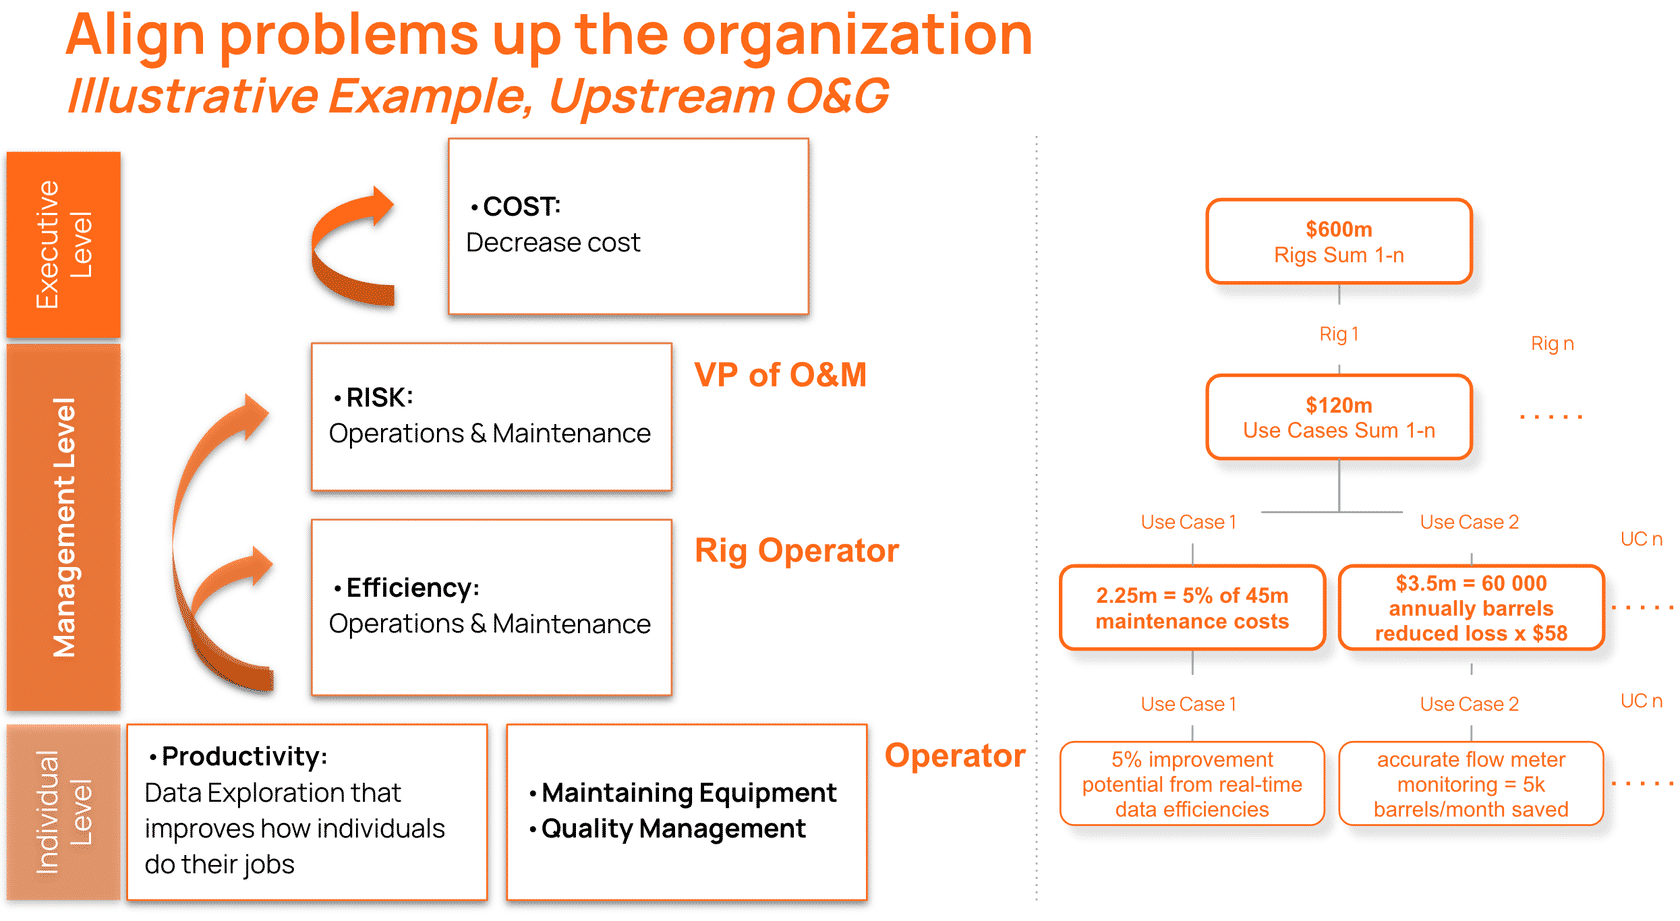 Align problems up the organization
Illustrative Example, Upstream O&G
Executive
Level
•COST:
Decrease cost
Management Level
•RISK:
Operations & Maintenance
VP of O&M
•Efficiency:
Operations & Maintenance
Rig Operator
Individual
Level
•Productivity:
Data Exploration that
improves how individuals
do their jobs
•Maintaining Equipment
•Quality Management
Operator
$600m
Rigs Sum 1-n
Rig 1
Rig n
$120m
Use Cases Sum 1-n
.....
Use Case 1
Use Case 2
UC n
2.25m = 5% of 45m
maintenance costs
$3.5m = 60 000
annually barrels
reduced loss x $58
.....
Use Case 1
Use Case 2
UC n
5% improvement
potential from real-time
data efficiencies
accurate flow meter
monitoring = 5k
barrels/month saved
.....